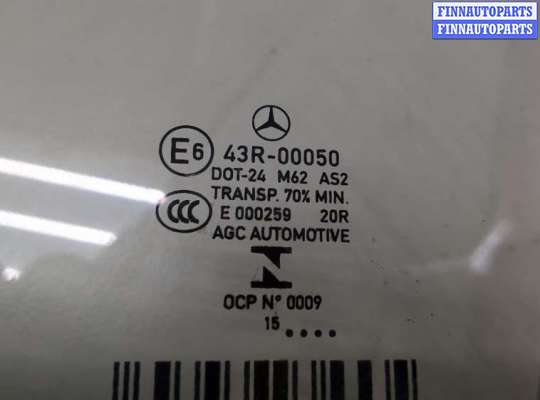 FINNAUTOPARTS
FINNAUTOPARTS
E6 43R-00050
DOT-24 M62 AS2
TRANSP. 70% MIN.
CCC E 000259 20R
AGC AUTOMOTIVE
N
OCP N° 0009
15 ....